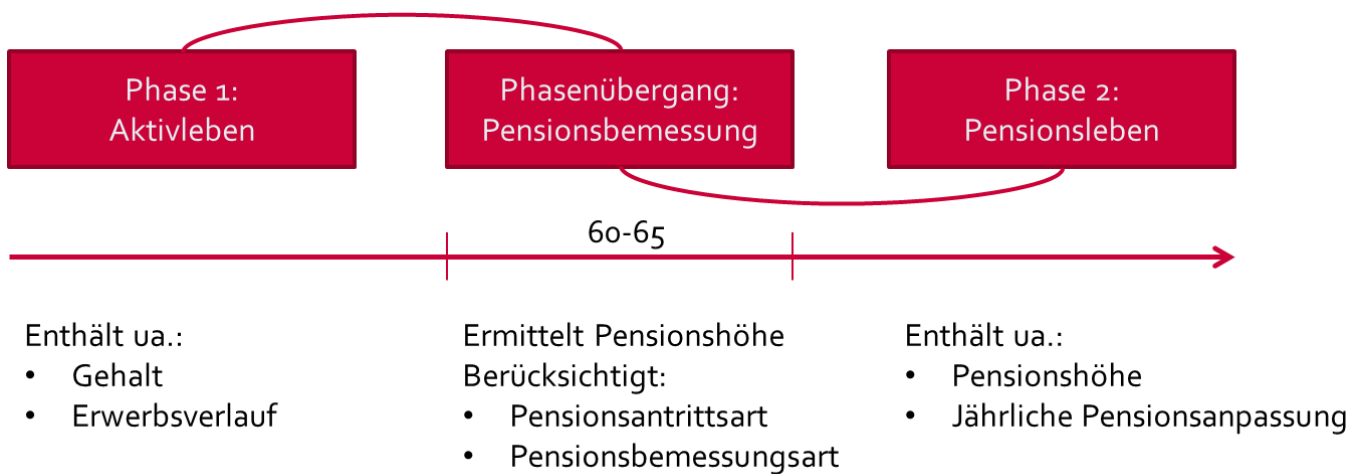 Phase 1:
Aktivleben
Phasenübergang:
Pensionsbemessung
Phase 2:
Pensionsleben
60-65
Enthält ua.:
• Gehalt
• Erwerbsverlauf
Ermittelt Pensionshöhe
Berücksichtigt:
• Pensionsantrittsart
• Pensionsbemessungsart
Enthält ua.:
• Pensionshöhe
• Jährliche Pensionsanpassung